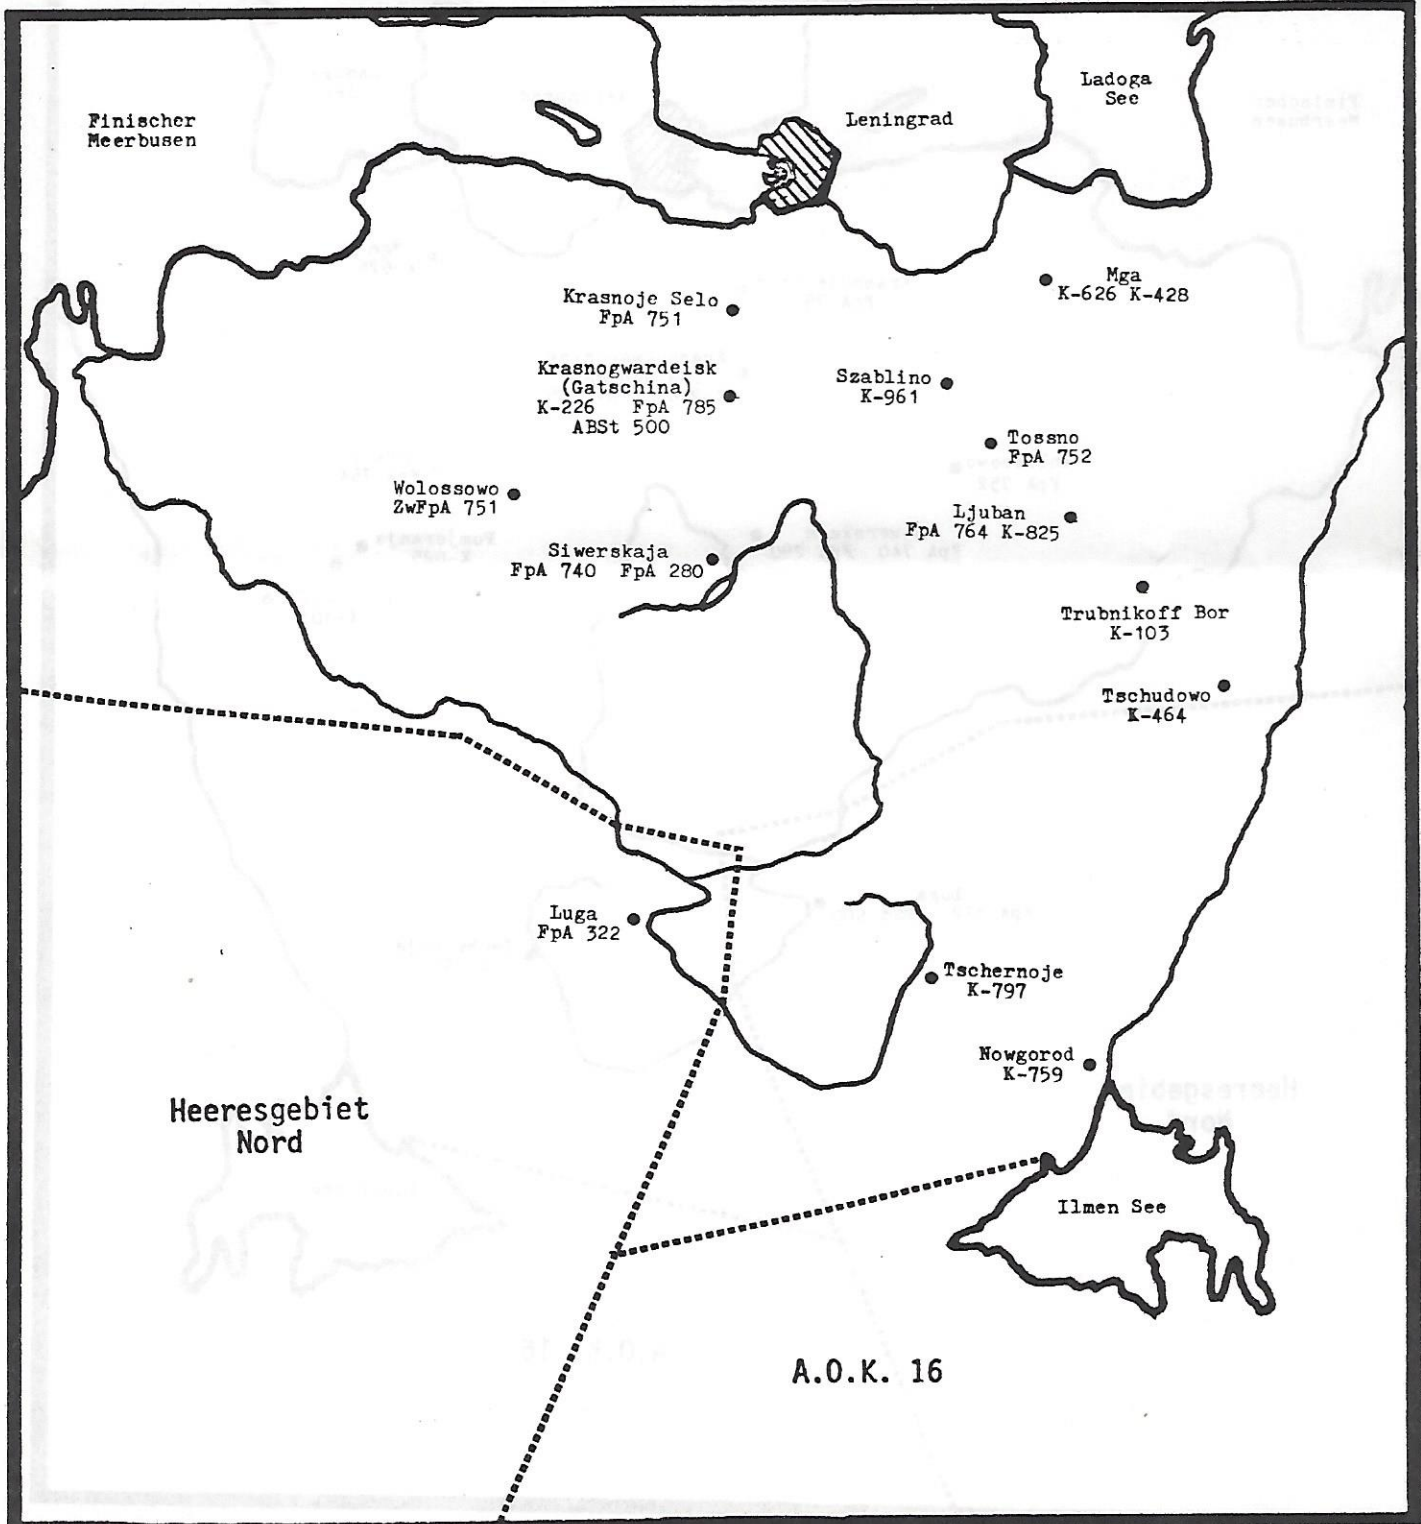 Finischer
Meerbusen
Leningrad
Ladoga
See
Mga
K-626 K-428
Krasnoje Selo
FpA 751
Krasnogwardeisk
(Gatschina)
K-226 FpA 785
ABSt 500
Szablino
K-961
Tossno
FpA 752
Wolossowo
ZwFpA 751
Ljuban
FpA 764 K-825
Siwerskaja
FpA 740 FpA 280
Trubnikoff Bor
K-103
Tschudowo
K-464
Luga
FpA 322
Tschernoje
K-797
Nowgorod
K-759
Heeresgebiet
Nord
Ilmen See
A.O.K. 16